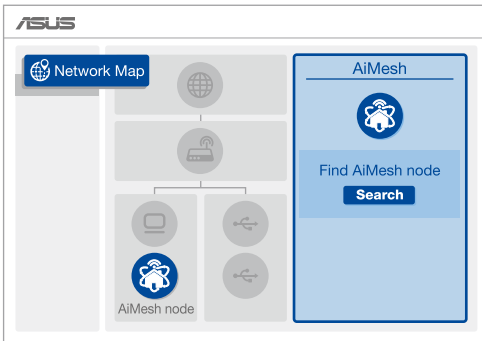 ASUS
Network Map
AiMesh
Find AiMesh node
Search
AiMesh node